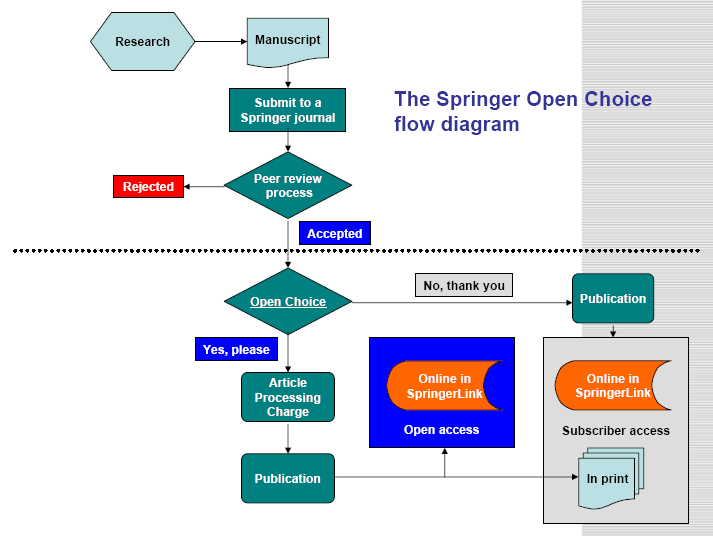 Research
Manuscript
Submit to a
Springer journal
The Springer Open Choice
flow diagram
Peer review
process
Rejected
Accepted
Open Choice
No, thank you
Publication
Yes, please
Article
Processing
Charge
Online in
SpringerLink
Open access
Online in
SpringerLink
Subscriber access
Publication
In print